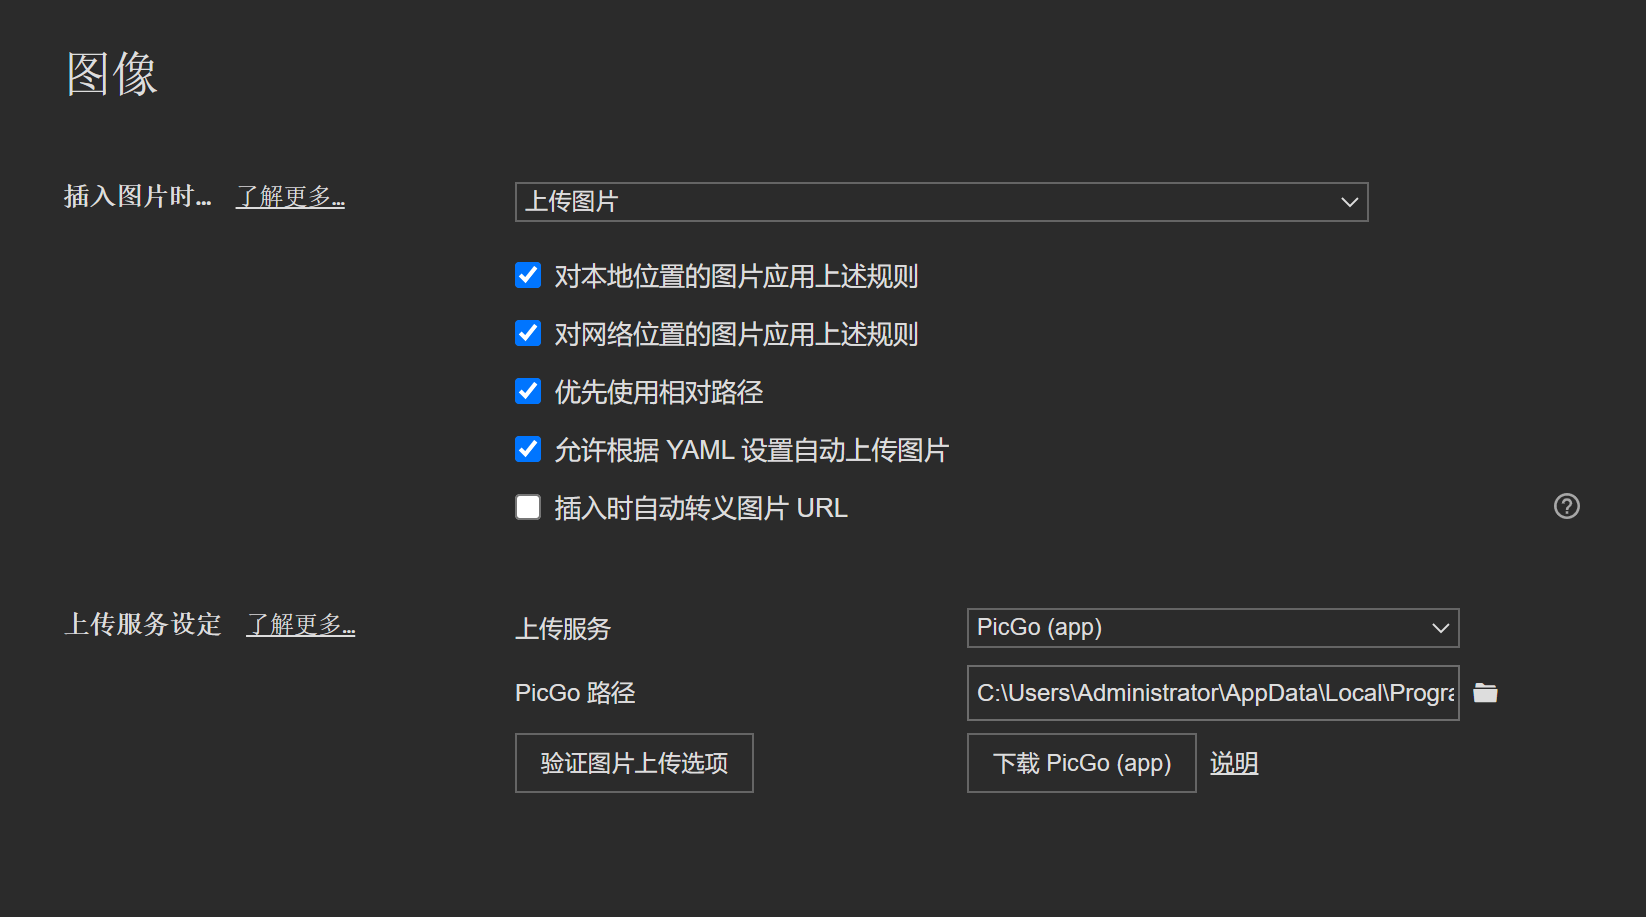 图像
插入图片时... 了解更多...
上传图片
对本地位置的图片应用上述规则
对网络位置的图片应用上述规则
优先使用相对路径
允许根据 YAML 设置自动上传图片
插入时自动转义图片 URL
上传服务设定 了解更多...
上传服务 PicGo (app)
PicGo 路径 C:\Users\Administrator\AppData\Local\Progra
验证图片上传选项 下载 PicGo (app) 说明